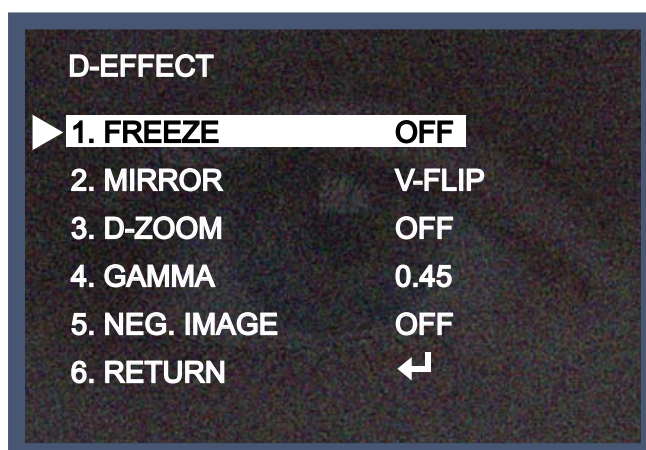 D-EFFECT
1. FREEZE OFF
2. MIRROR V-FLIP
3. D-ZOOM OFF
4. GAMMA 0.45
5. NEG. IMAGE OFF
6. RETURN ↵